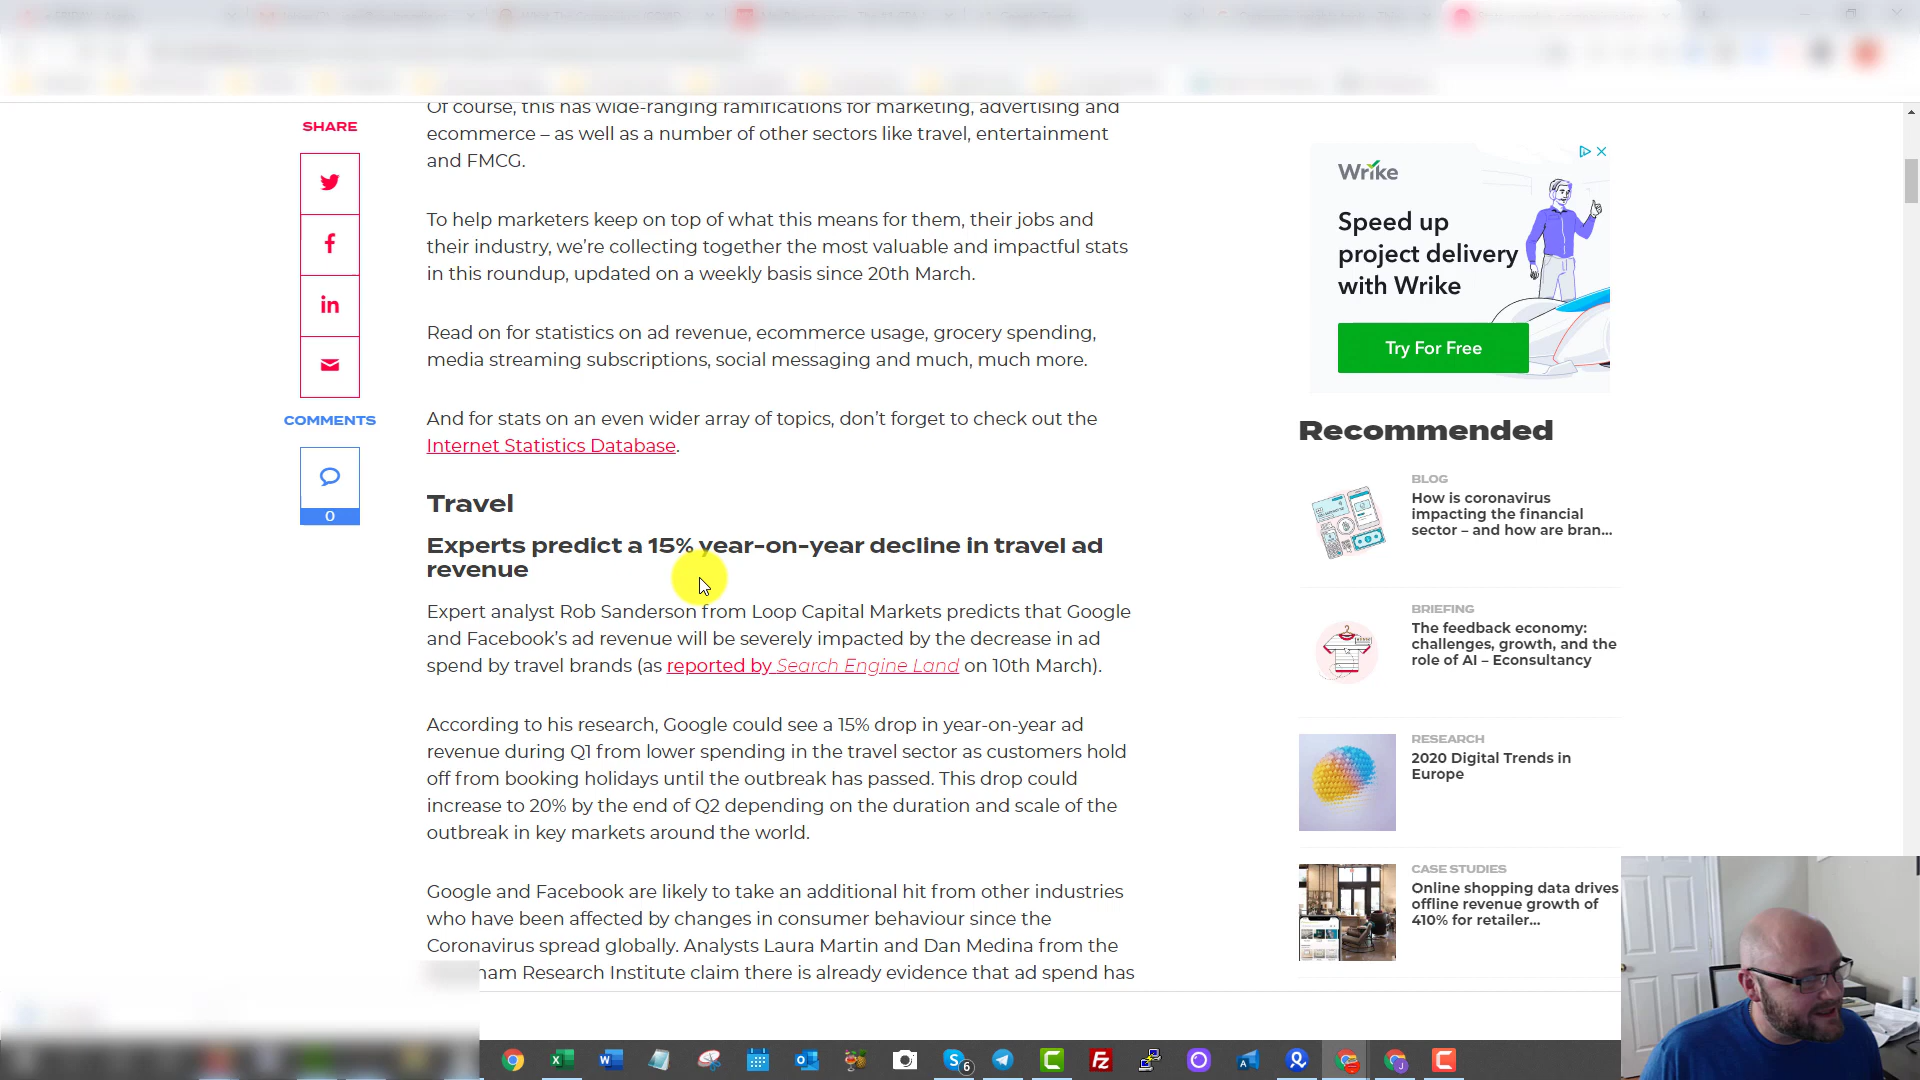 SHARE
COMMENTS
0
Of course, this has wide-ranging ramifications for marketing, advertising and
ecommerce – as well as a number of other sectors like travel, entertainment
and FMCG.
To help marketers keep on top of what this means for them, their jobs and
their industry, we're collecting together the most valuable and impactful stats
in this roundup, updated on a weekly basis since 20th March.
Read on for statistics on ad revenue, ecommerce usage, grocery spending,
media streaming subscriptions, social messaging and much, much more.
And for stats on an even wider array of topics, don't forget to check out the
Internet Statistics Database.
Travel
Experts predict a 15% year-on-year decline in travel ad
revenue
Expert analyst Rob Sanderson from Loop Capital Markets predicts that Google
and Facebook's ad revenue will be severely impacted by the decrease in ad
spend by travel brands (as reported by Search Engine Land on 10th March).
According to his research, Google could see a 15% drop in year-on-year ad
revenue during Q1 from lower spending in the travel sector as customers hold
off from booking holidays until the outbreak has passed. This drop could
increase to 20% by the end of Q2 depending on the duration and scale of the
outbreak in key markets around the world.
Google and Facebook are likely to take an additional hit from other industries
who have been affected by changes in consumer behaviour since the
Coronavirus spread globally. Analysts Laura Martin and Dan Medina from the
ham Research Institute claim there is already evidence that ad spend has
Wrike
Speed up
project delivery
with Wrike
Try For Free
Recommended
BLOG
How is coronavirus
impacting the financial
sector – and how are bran...
BRIEFING
The feedback economy:
challenges, growth, and the
role of AI – Econsultancy
RESEARCH
2020 Digital Trends in
Europe
CASE STUDIES
Online shopping data drives
offline revenue growth of
410% for retailer...
6